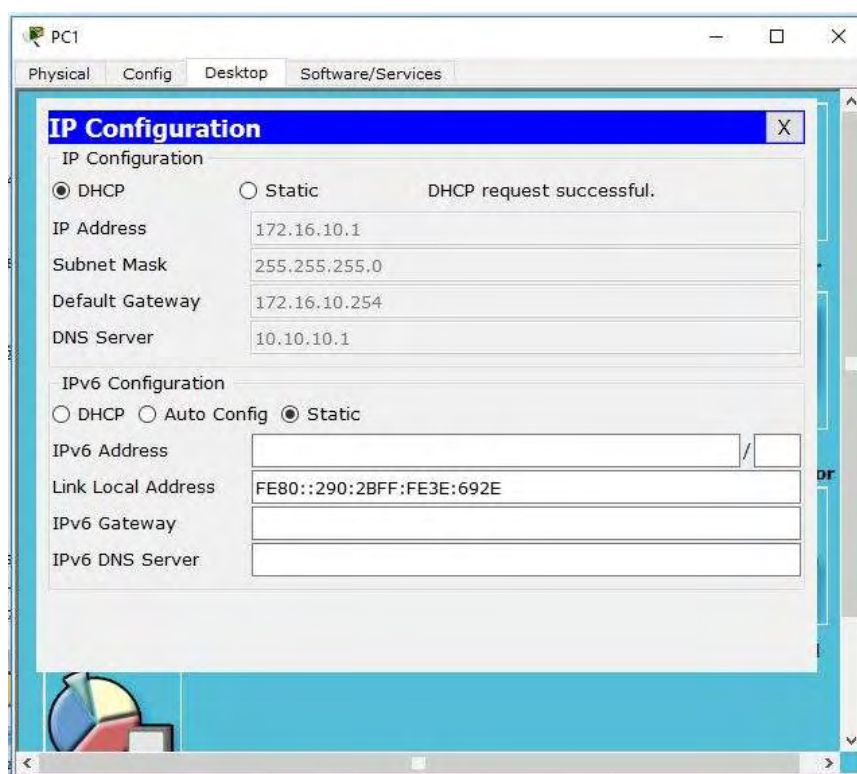 PC1
Physical Config Desktop Software/Services
IP Configuration X
IP Configuration
DHCP Static DHCP request successful.
IP Address 172.16.10.1
Subnet Mask 255.255.255.0
Default Gateway 172.16.10.254
DNS Server 10.10.10.1
IPv6 Configuration
DHCP Auto Config Static
IPv6 Address /
Link Local Address FE80::290:2BFF:FE3E:692E
IPv6 Gateway
IPv6 DNS Server
or